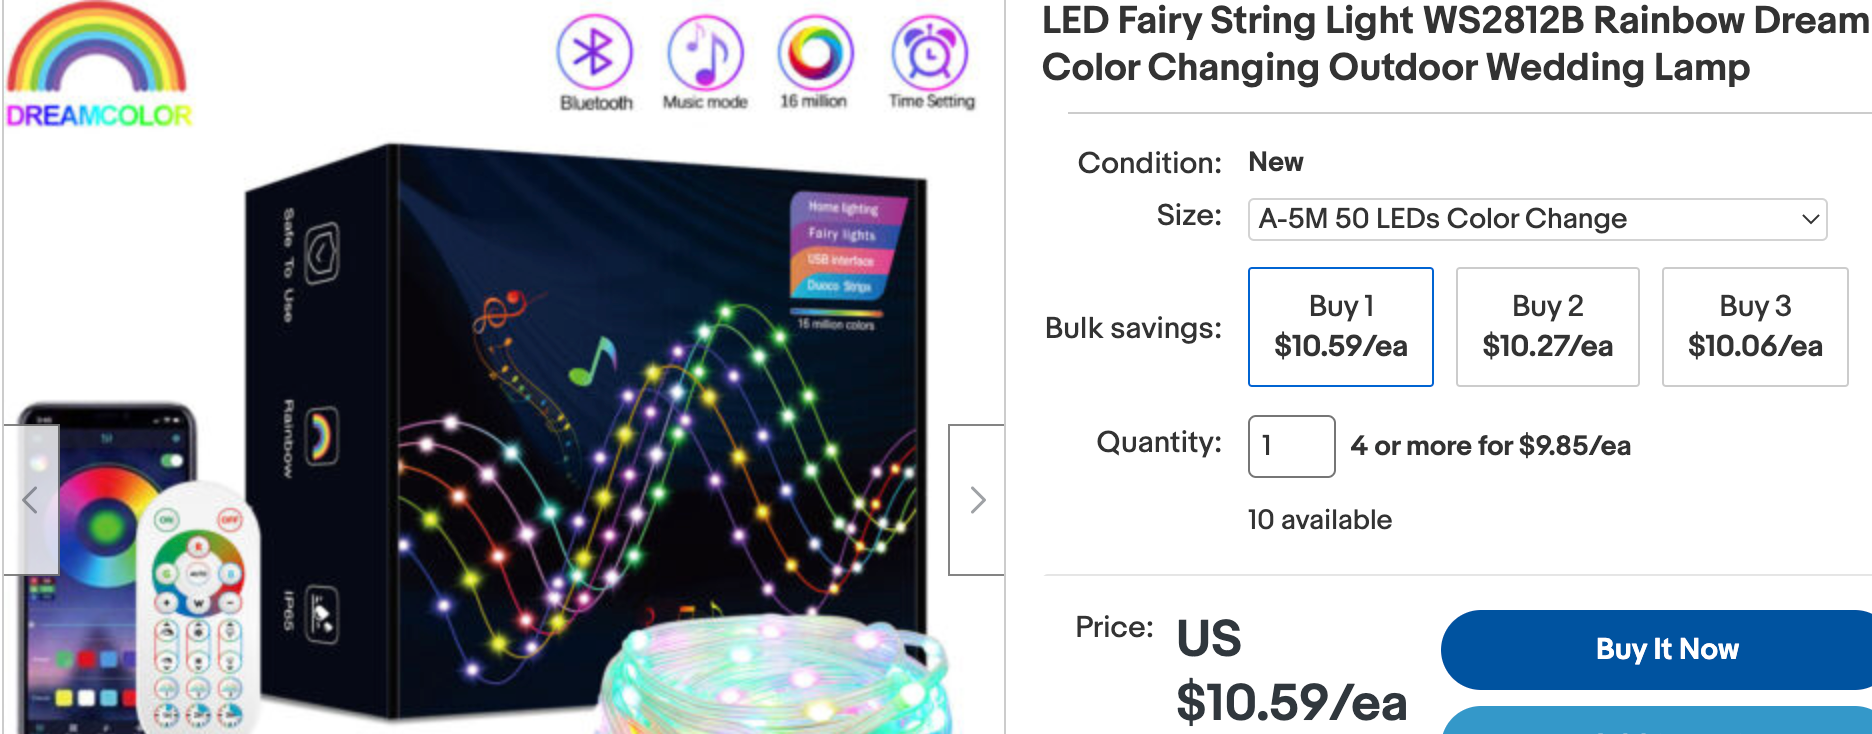 DREAMCOLOR
Bluetooth
Music mode
16 million
Time Setting
Home lighting
Fairy lights
USB interface
Duoco Strips
16 million colors
Safe To Use
Rainbow
IP65
ON
OFF
R
G
B
AUTO
W
LED Fairy String Light WS2812B Rainbow Dream
Color Changing Outdoor Wedding Lamp
Condition: New
Size: A-5M 50 LEDs Color Change
Bulk savings:
Buy 1
$10.59/ea
Buy 2
$10.27/ea
Buy 3
$10.06/ea
Quantity: 1 4 or more for $9.85/ea
10 available
Price: US
$10.59/ea
Buy It Now